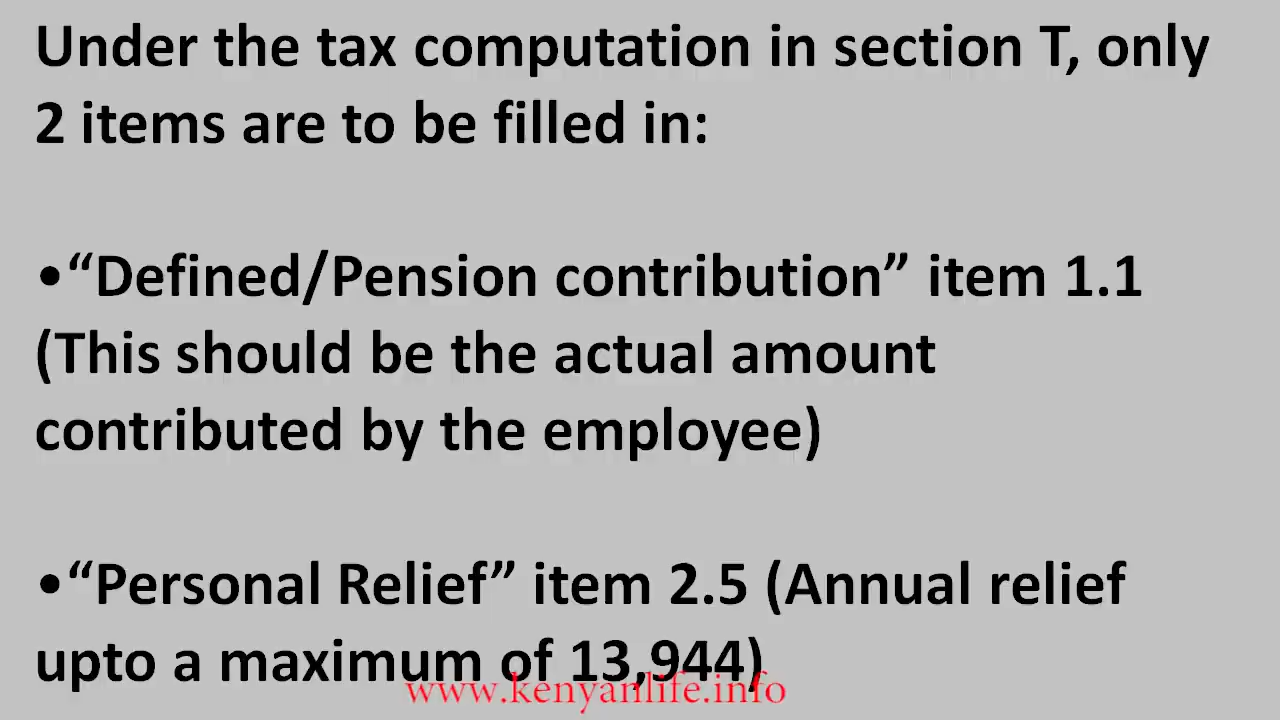 Under the tax computation in section T, only
2 items are to be filled in:
•“Defined/Pension contribution” item 1.1
(This should be the actual amount
contributed by the employee)
•“Personal Relief” item 2.5 (Annual relief
upto a maximum of 13,944)
www.kenyanlife.info